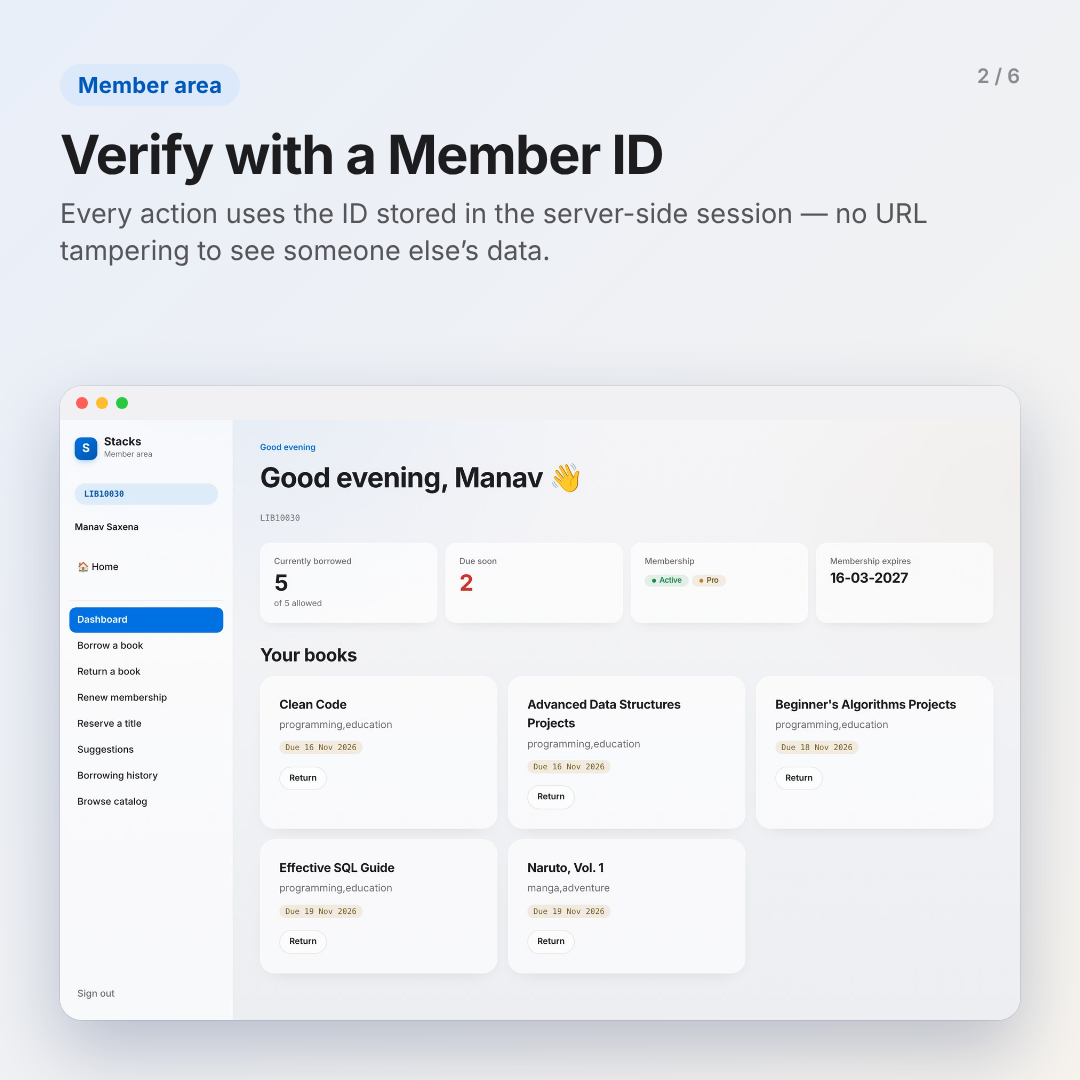 Member area
2 / 6
Verify with a Member ID
Every action uses the ID stored in the server-side session — no URL
tampering to see someone else’s data.
S
Stacks
Member area
LIB10030
Manav Saxena
🏠 Home
Dashboard
Borrow a book
Return a book
Renew membership
Reserve a title
Suggestions
Borrowing history
Browse catalog
Sign out
Good evening
Good evening, Manav 👋
LIB10030
Currently borrowed
5
of 5 allowed
Due soon
2
Membership
Active
Pro
Membership expires
16-03-2027
Your books
Clean Code
programming,education
Due 16 Nov 2026
Return
Advanced Data Structures
Projects
programming,education
Due 16 Nov 2026
Return
Beginner's Algorithms Projects
programming,education
Due 18 Nov 2026
Return
Effective SQL Guide
programming,education
Due 19 Nov 2026
Return
Naruto, Vol. 1
manga,adventure
Due 19 Nov 2026
Return